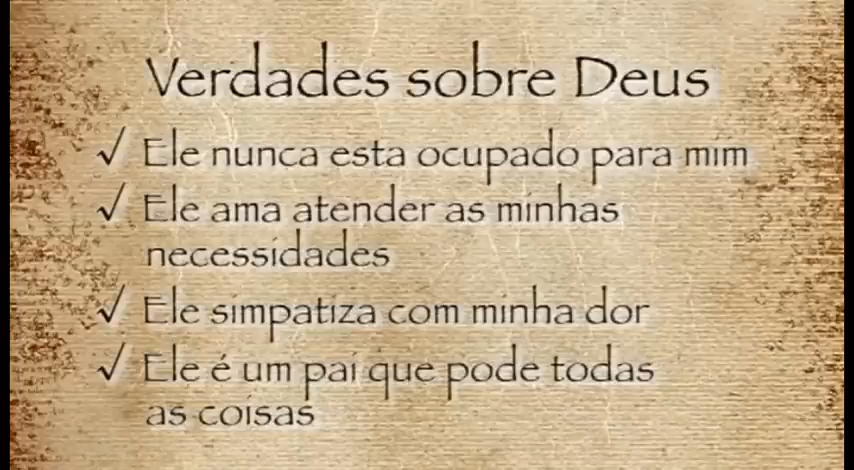 Verdades sobre Deus
√ Ele nunca esta ocupado para mim
√ Ele ama atender as minhas
necessidades
√ Ele simpatiza com minha dor
√ Ele é um pai que pode todas
as coisas